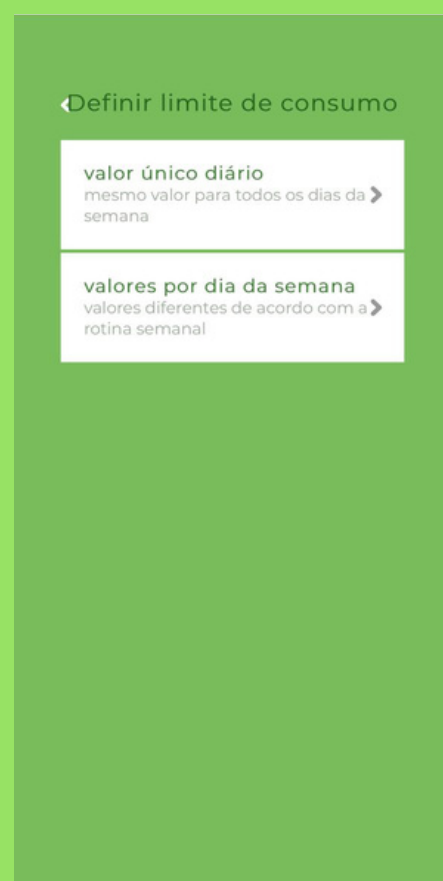 Definir limite de consumo
valor único diário
mesmo valor para todos os dias da
semana
valores por dia da semana
valores diferentes de acordo com a
rotina semanal